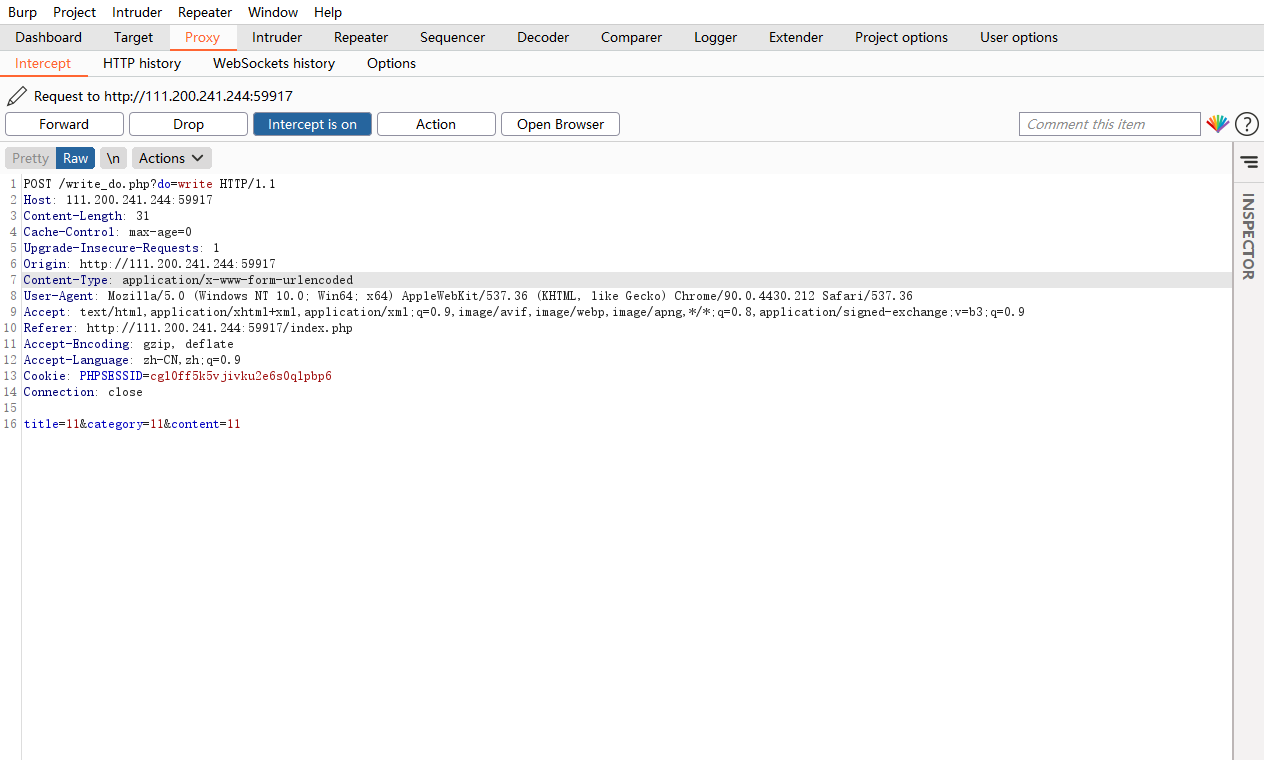 Burp Project Intruder Repeater Window Help
Dashboard Target Proxy Intruder Repeater Sequencer Decoder Comparer Logger Extender Project options User options
Intercept HTTP history WebSockets history Options
Request to http://111.200.241.244:59917
Forward Drop Intercept is on Action Open Browser Comment this item ?
Pretty Raw \n Actions
INSPECTOR
1 POST /write_do.php?do=write HTTP/1.1
2 Host: 111.200.241.244:59917
3 Content-Length: 31
4 Cache-Control: max-age=0
5 Upgrade-Insecure-Requests: 1
6 Origin: http://111.200.241.244:59917
7 Content-Type: application/x-www-form-urlencoded
8 User-Agent: Mozilla/5.0 (Windows NT 10.0; Win64; x64) AppleWebKit/537.36 (KHTML, like Gecko) Chrome/90.0.4430.212 Safari/537.36
9 Accept: text/html,application/xhtml+xml,application/xml;q=0.9,image/avif,image/webp,image/apng,*/*;q=0.8,application/signed-exchange;v=b3;q=0.9
10 Referer: http://111.200.241.244:59917/index.php
11 Accept-Encoding: gzip, deflate
12 Accept-Language: zh-CN,zh;q=0.9
13 Cookie: PHPSESSID=cgl0ff5k5vjivku2e6s0qlpbp6
14 Connection: close
15
16 title=11&category=11&content=11